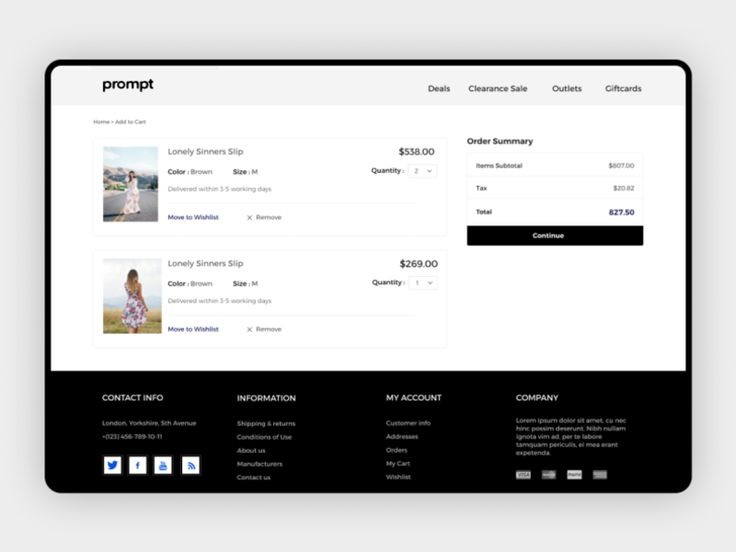 prompt
Deals Clearance Sale Outlets Giftcards
Home > Add to Cart
Lonely Sinners Slip $538.00
Color : Brown Size : M Quantity : 2
Delivered within 3-5 working days
Move to Wishlist × Remove
Lonely Sinners Slip $269.00
Color : Brown Size : M Quantity : 1
Delivered within 3-5 working days
Move to Wishlist × Remove
Order Summary
Items Subtotal $807.00
Tax $20.82
Total 827.50
Continue
CONTACT INFO
London, Yorkshire, 5th Avenue
+(123) 456-789-10-11
INFORMATION
Shipping & returns
Conditions of Use
About us
Manufacturers
Contact us
MY ACCOUNT
Customer info
Addresses
Orders
My Cart
Wishlist
COMPANY
Lorem ipsum dolor sit amet, cu nec
hinc possim deserunt. Nibh nullam
ignota vim ad, per te labore
tamquam periculis, ei mea erant
expetenda.
VISA